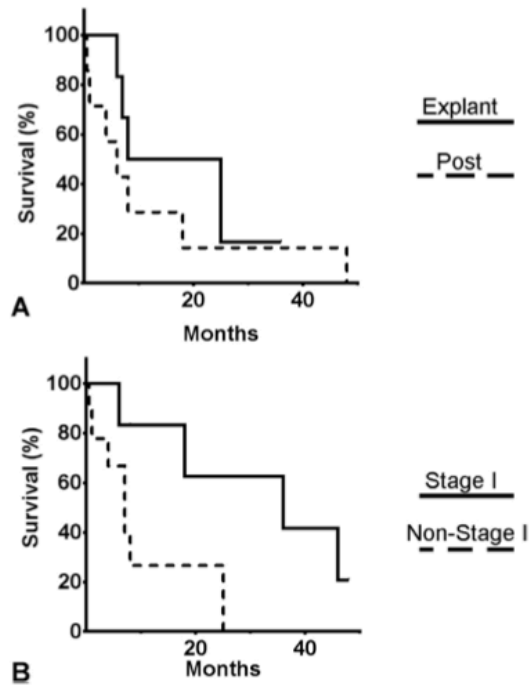 100
80
60
40
20
0
Survival (%)
20 40
Months
A
Explant
Post
100
80
60
40
20
0
Survival (%)
20 40
Months
B
Stage I
Non-Stage I